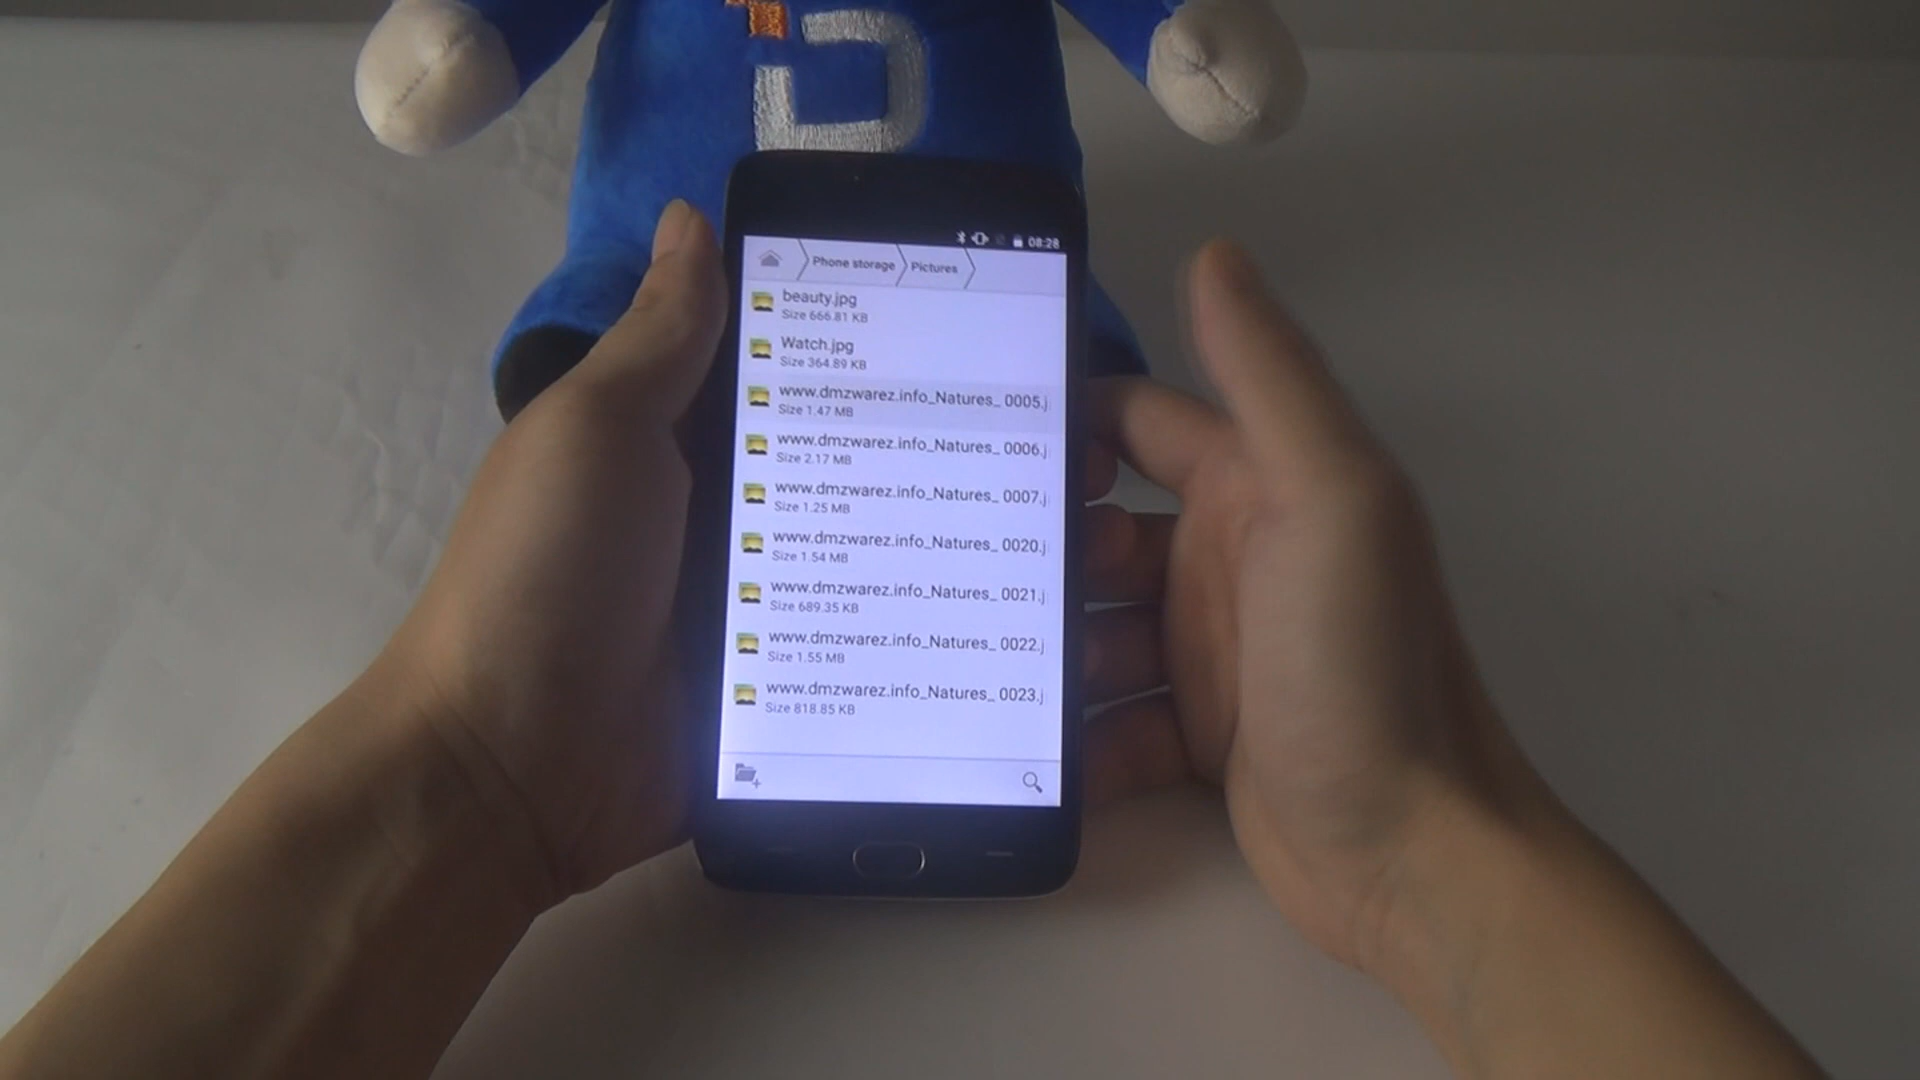 08:28
Phone storage Pictures
beauty.jpg
Size 666.81 KB
Watch.jpg
Size 364.89 KB
www.dmzwarez.info_Natures_ 0005.j
Size 1.47 MB
www.dmzwarez.info_Natures_ 0006.j
Size 2.17 MB
www.dmzwarez.info_Natures_ 0007.j
Size 1.25 MB
www.dmzwarez.info_Natures_ 0020.j
Size 1.54 MB
www.dmzwarez.info_Natures_ 0021.j
Size 689.35 KB
www.dmzwarez.info_Natures_ 0022.j
Size 1.55 MB
www.dmzwarez.info_Natures_ 0023.j
Size 818.85 KB